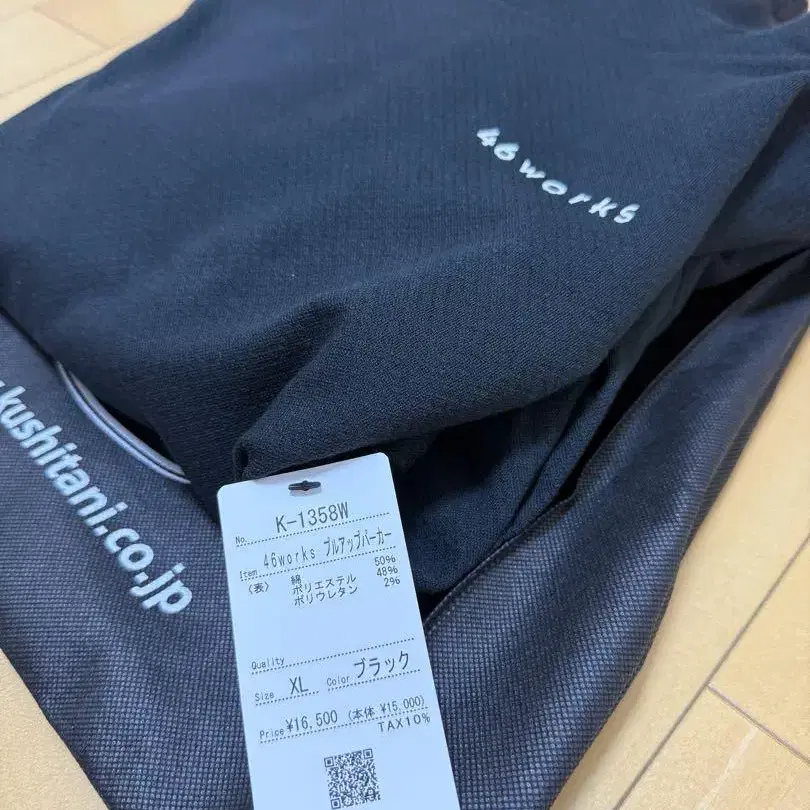 46works
.kushitani.co.jp
No. K-1358W
Item 46works プルアップパーカー
(表) 綿 50%
ポリエステル 48%
ポリウレタン 2%
Quality
Size XL Color ブラック
Price ¥16,500 (本体 ¥15,000)
TAX10%